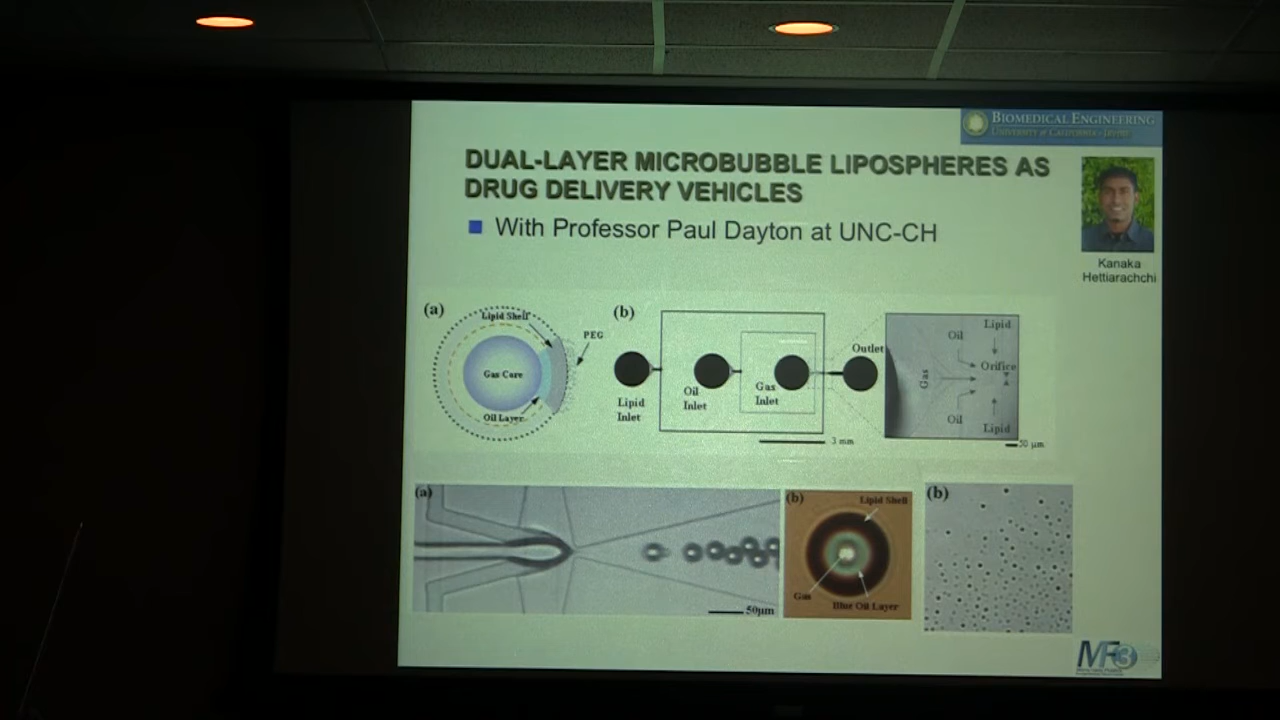 BIOMEDICAL ENGINEERING
UNIVERSITY of CALIFORNIA · IRVINE
DUAL-LAYER MICROBUBBLE LIPOSPHERES AS
DRUG DELIVERY VEHICLES
With Professor Paul Dayton at UNC-CH
Kanaka
Hettiarachchi
(a)
Lipid Shell
PEG
Gas Core
Oil Layer
(b)
Lipid
Inlet
Oil
Inlet
Gas
Inlet
Outlet
3 mm
Lipid
Oil
Orifice
Gas
Oil
Lipid
50 µm
(a)
50µm
(b)
Lipid Shell
Gas
Blue Oil Layer
(b)
MF3